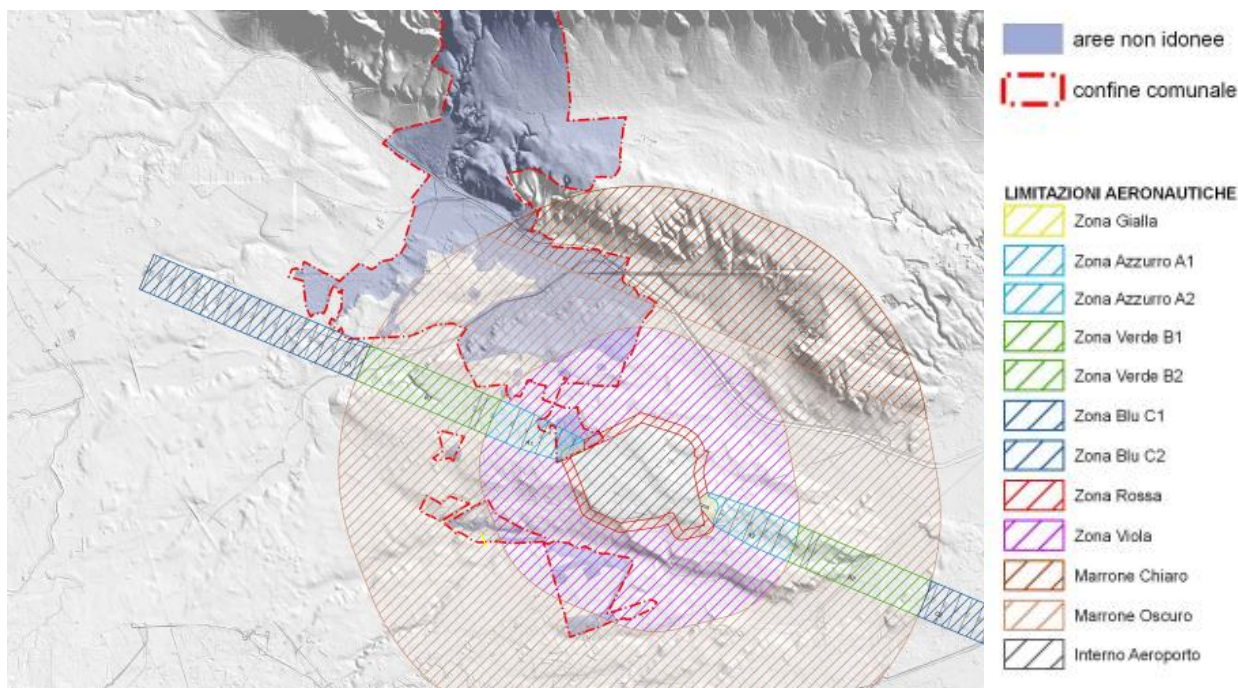 aree non idonee
confine comunale
LIMITAZIONI AERONAUTICHE
Zona Gialla
Zona Azzurro A1
Zona Azzurro A2
Zona Verde B1
Zona Verde B2
Zona Blu C1
Zona Blu C2
Zona Rossa
Zona Viola
Marrone Chiaro
Marrone Oscuro
Interno Aeroporto